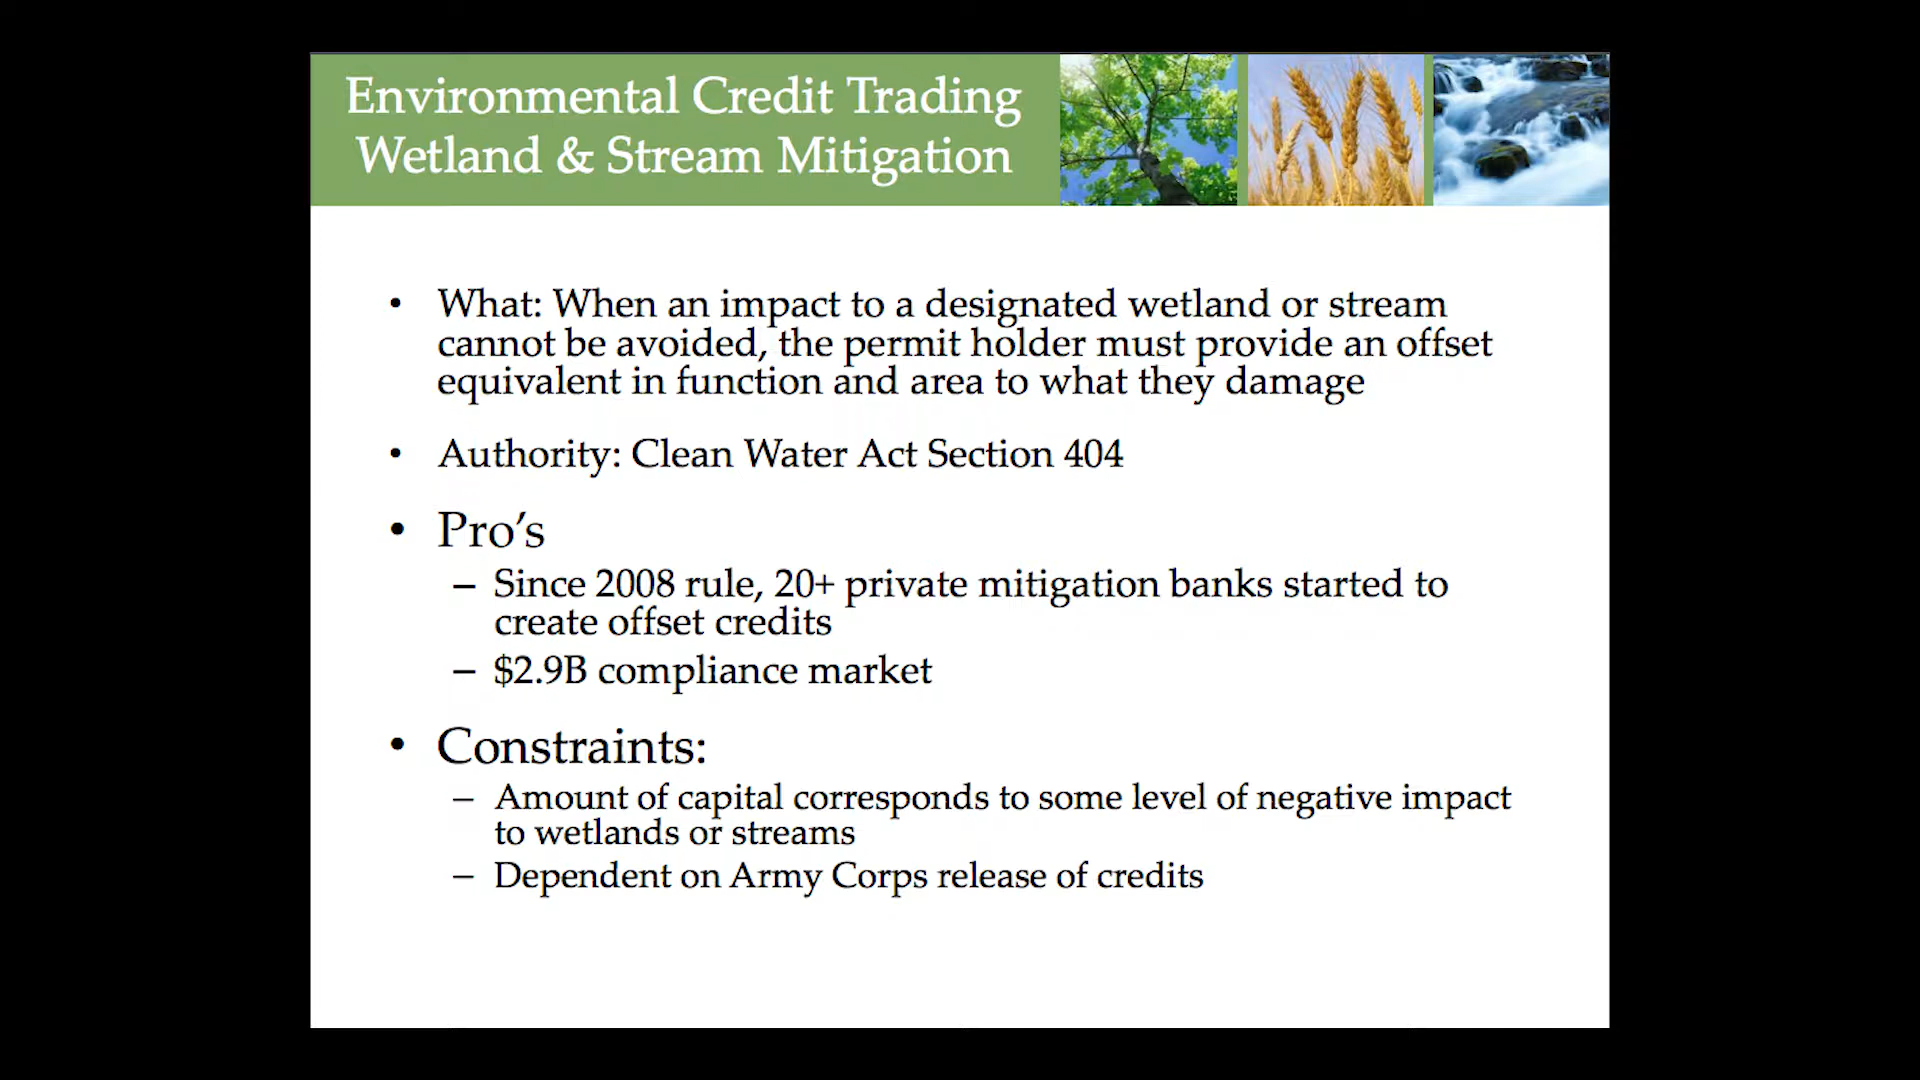 Environmental Credit Trading
Wetland & Stream Mitigation
• What: When an impact to a designated wetland or stream
cannot be avoided, the permit holder must provide an offset
equivalent in function and area to what they damage
• Authority: Clean Water Act Section 404
• Pro’s
– Since 2008 rule, 20+ private mitigation banks started to
create offset credits
– $2.9B compliance market
• Constraints:
– Amount of capital corresponds to some level of negative impact
to wetlands or streams
– Dependent on Army Corps release of credits